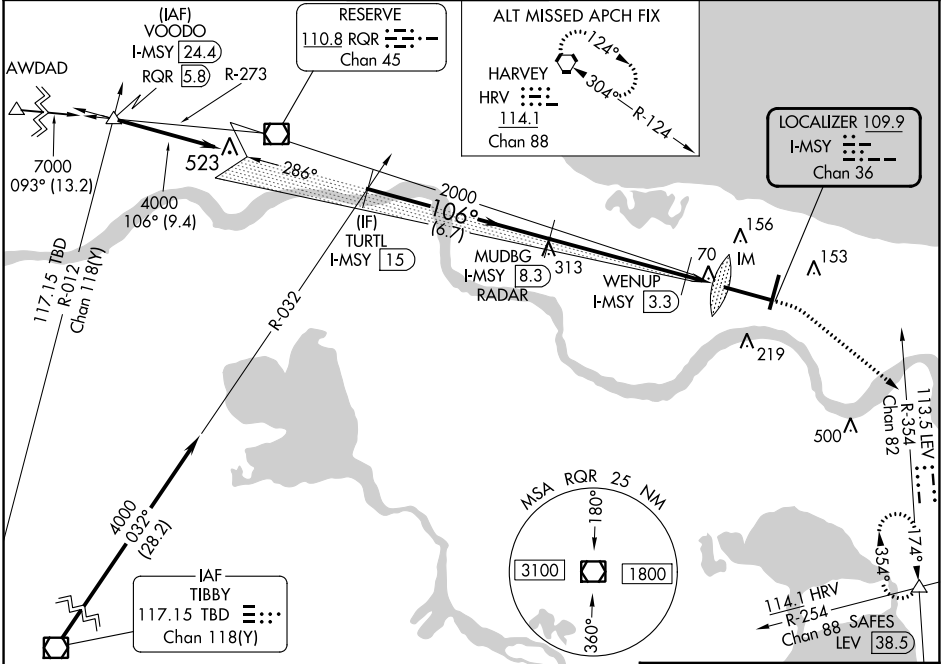 (IAF)
VOODO
I-MSY 24.4
RQR 5.8
AWDAD
R-273
7000
093° (13.2)
4000
106° (9.4)
RESERVE
110.8 RQR
Chan 45
ALT MISSED APCH FIX
124°
HARVEY
HRV
114.1
Chan 88
304°
R-124
LOCALIZER 109.9
I-MSY
Chan 36
523
286°
2000
106°
(6.7)
(IF)
TURTL
I-MSY 15
MUDBG
I-MSY 8.3
RADAR
313
WENUP
I-MSY 3.3
70
IM
156
153
219
500
117.15 TBD
R-012
Chan 118(Y)
R-032
4000
032°
(28.2)
IAF
TIBBY
117.15 TBD
Chan 118(Y)
MSA RQR 25 NM
180°
3100
1800
360°
113.5 LEV
R-354
Chan 82
174°
354°
114.1 HRV
R-254
Chan 88
SAFES
LEV 38.5